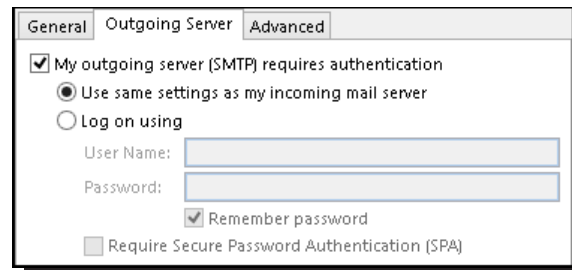 General Outgoing Server Advanced
My outgoing server (SMTP) requires authentication
Use same settings as my incoming mail server
Log on using
User Name:
Password:
Remember password
Require Secure Password Authentication (SPA)